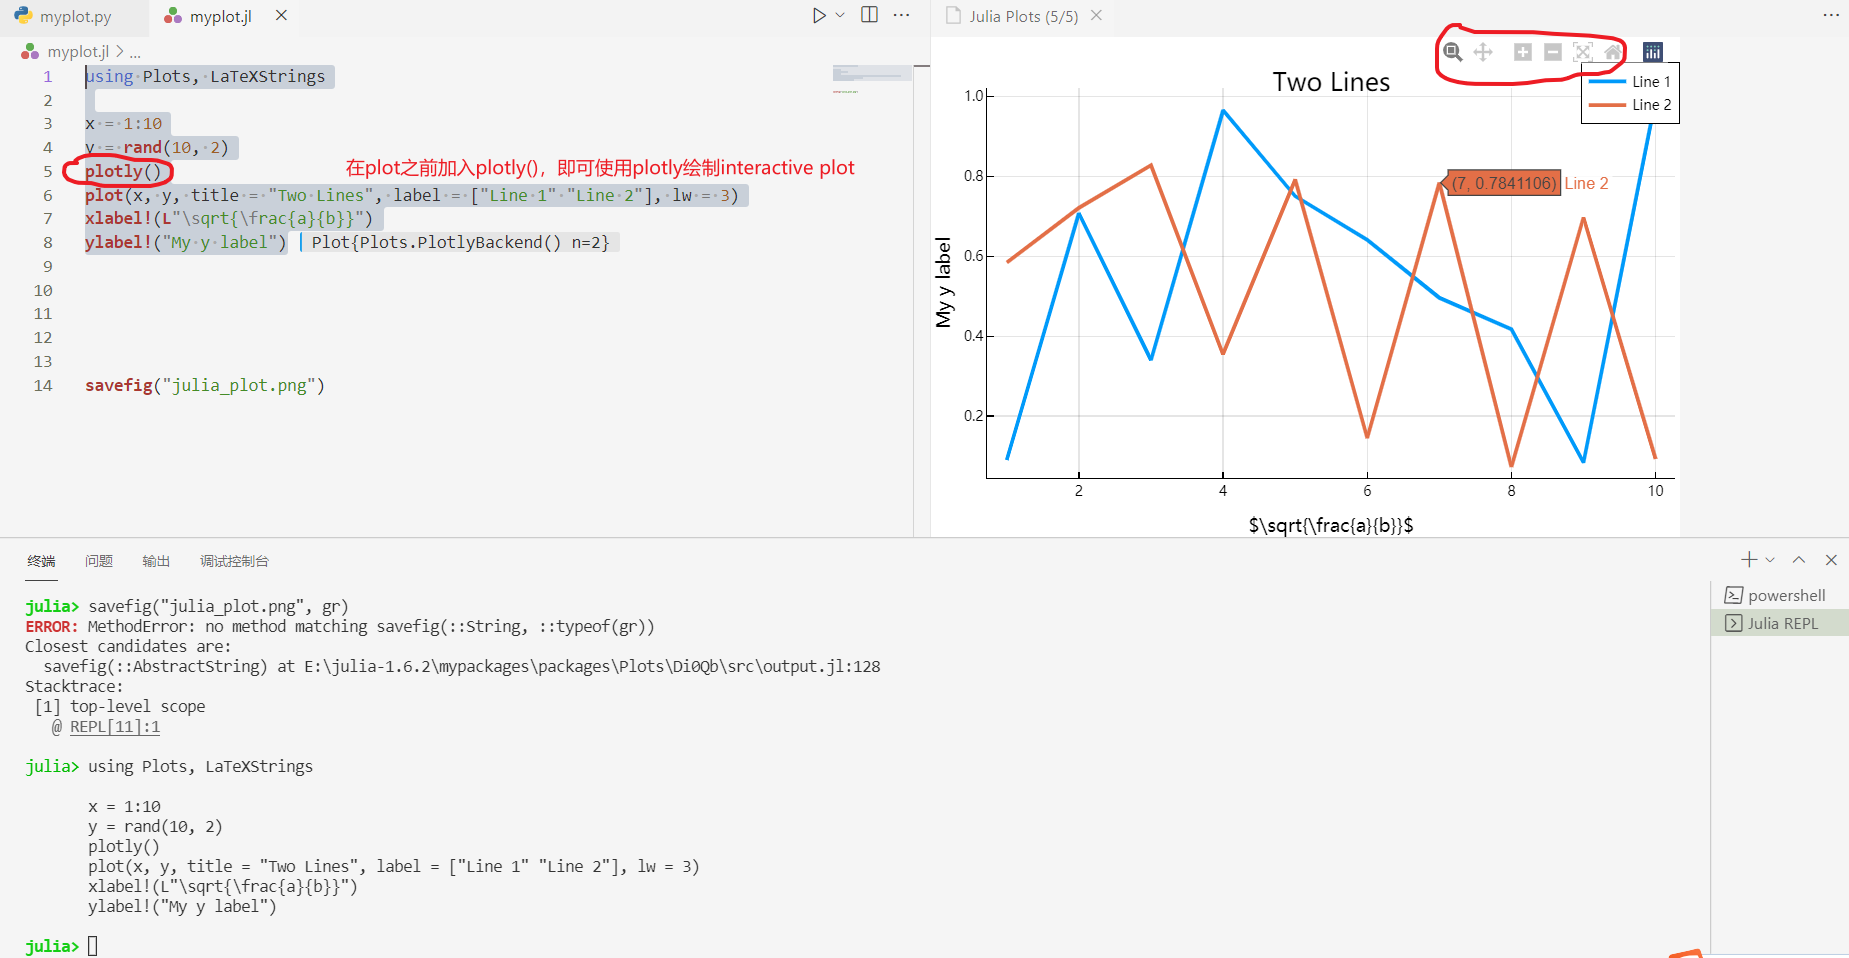 myplot.py
myplot.jl
Julia Plots (5/5)
myplot.jl > ...
1 using Plots, LaTeXStrings
2
3 x = 1:10
4 y = rand(10, 2)
5 plotly()
在plot之前加入plotly()，即可使用plotly绘制interactive plot
6 plot(x, y, title = "Two Lines", label = ["Line 1" "Line 2"], lw = 3)
7 xlabel!(L"\sqrt{\frac{a}{b}}")
8 ylabel!("My y label") Plot{Plots.PlotlyBackend() n=2}
9
10
11
12
13
14 savefig("julia_plot.png")
Two Lines
Line 1
Line 2
1.0
0.8
0.6
0.4
0.2
(7, 0.7841106) Line 2
My y label
2 4 6 8 10
$\sqrt{\frac{a}{b}}$
终端 问题 输出 调试控制台
powershell
Julia REPL
julia> savefig("julia_plot.png", gr)
ERROR: MethodError: no method matching savefig(::String, ::typeof(gr))
Closest candidates are:
savefig(::AbstractString) at E:\julia-1.6.2\mypackages\packages\Plots\Di0Qb\src\output.jl:128
Stacktrace:
[1] top-level scope
@ REPL[11]:1
julia> using Plots, LaTeXStrings
x = 1:10
y = rand(10, 2)
plotly()
plot(x, y, title = "Two Lines", label = ["Line 1" "Line 2"], lw = 3)
xlabel!(L"\sqrt{\frac{a}{b}}")
ylabel!("My y label")
julia>